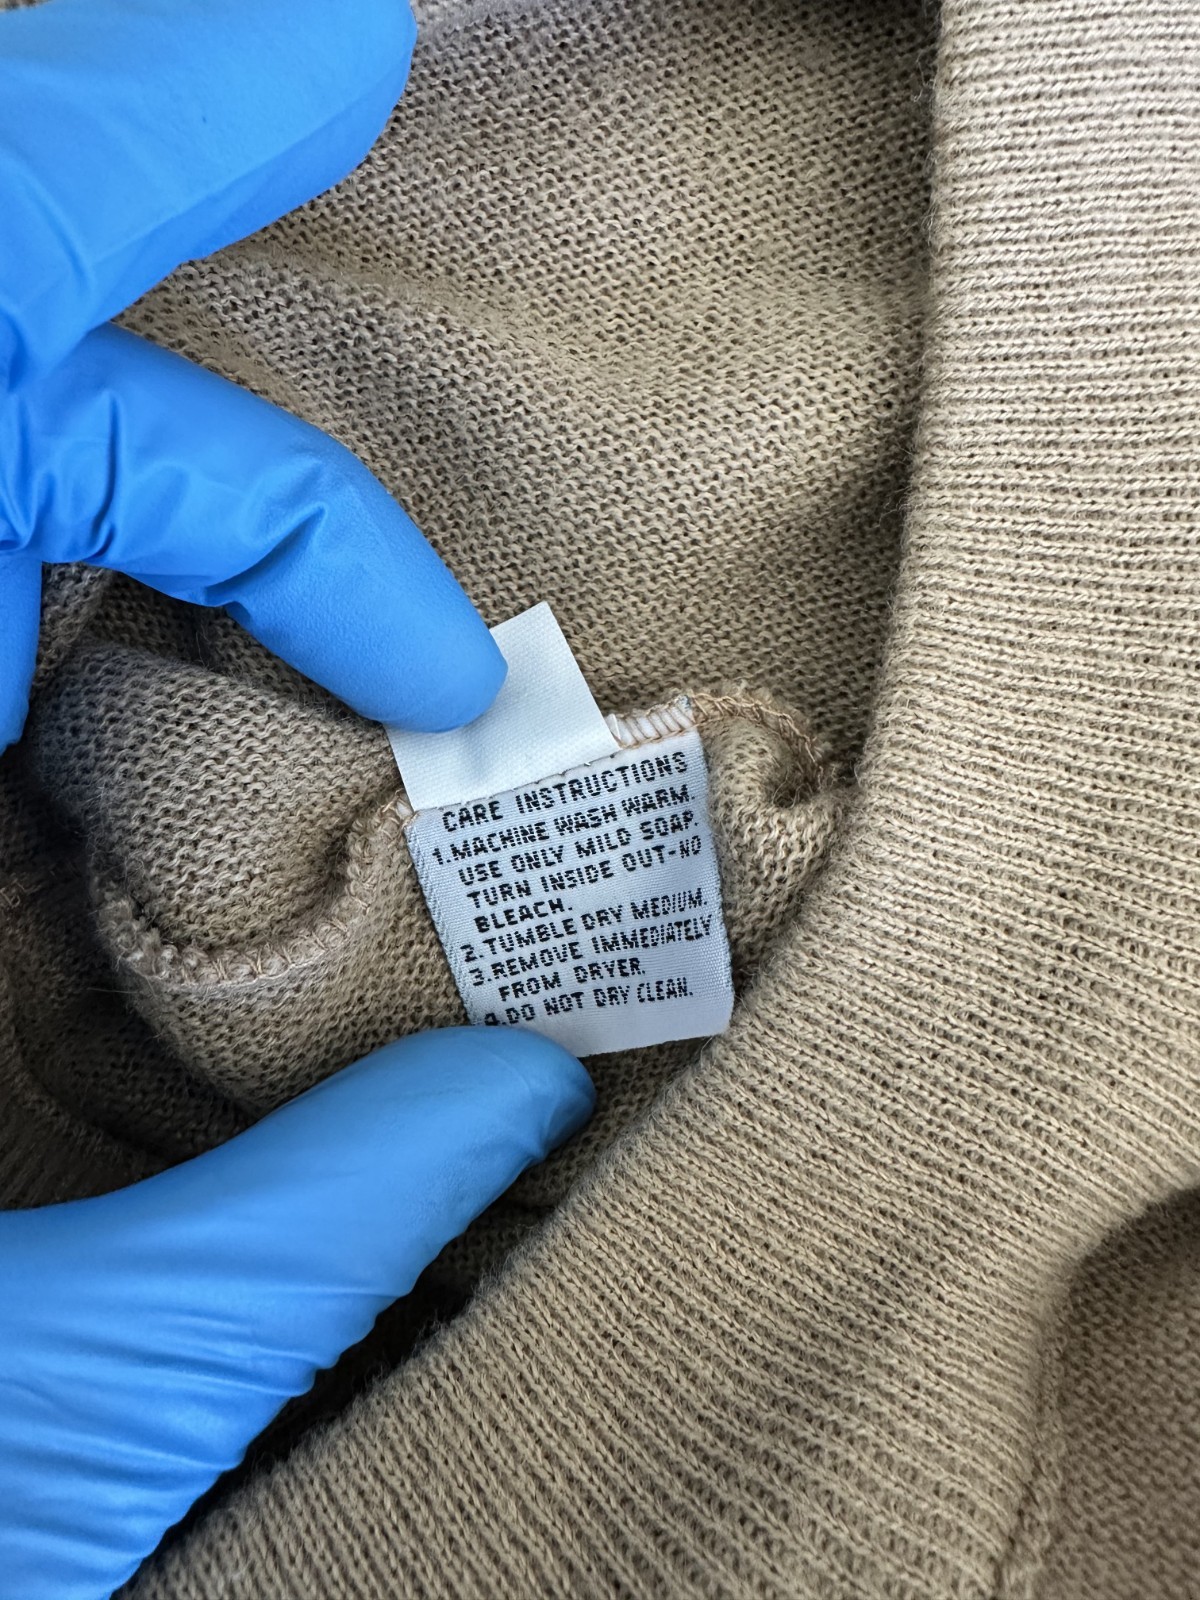 CARE INSTRUCTIONS
1.MACHINE WASH WARM.
USE ONLY MILD SOAP.
TURN INSIDE OUT-NO
BLEACH.
2.TUMBLE DRY MEDIUM.
3.REMOVE IMMEDIATELY
FROM DRYER.
4.DO NOT DRY CLEAN.